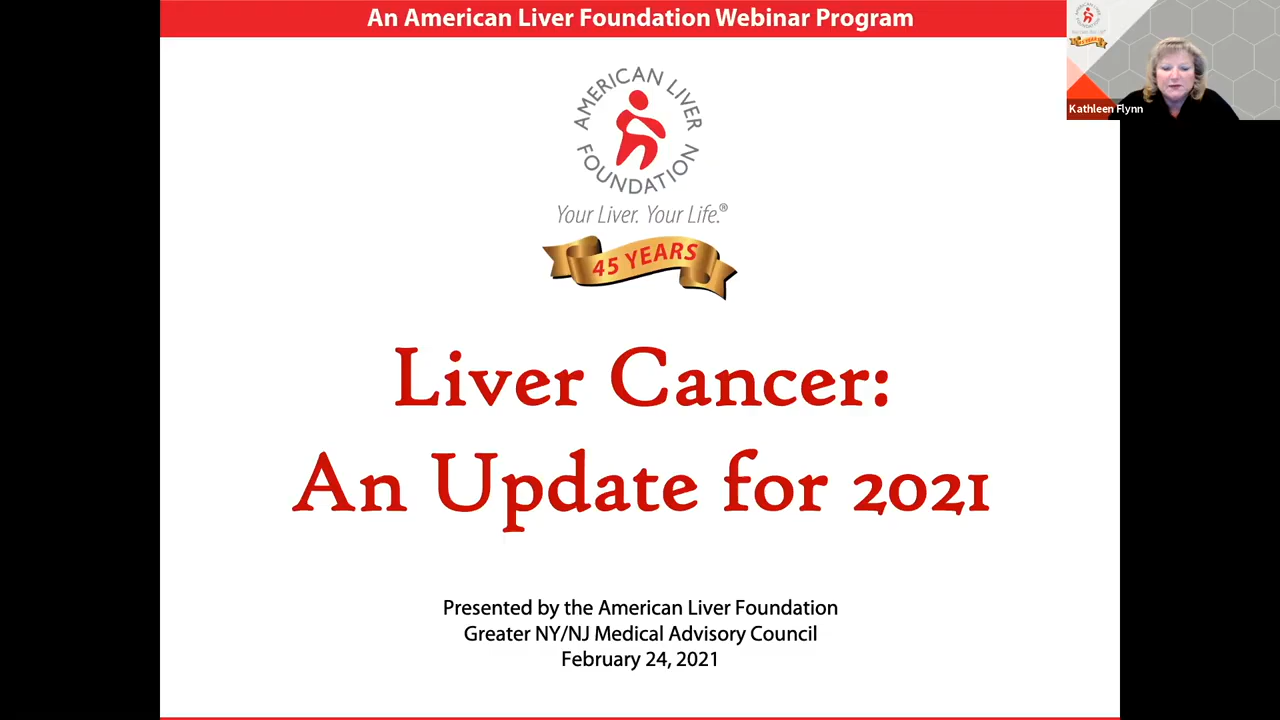 An American Liver Foundation Webinar Program
AMERICAN LIVER
FOUNDATION
Your Liver. Your Life.®
45 YEARS
Liver Cancer:
An Update for 2021
Presented by the American Liver Foundation
Greater NY/NJ Medical Advisory Council
February 24, 2021
Kathleen Flynn